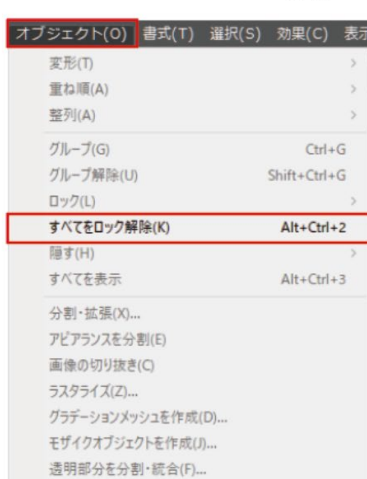 オブジェクト(O) 書式(T) 選択(S) 効果(C) 表示
変形(T) >
重ね順(A) >
整列(A) >
グループ(G) Ctrl+G
グループ解除(U) Shift+Ctrl+G
ロック(L) >
すべてをロック解除(K) Alt+Ctrl+2
隠す(H) >
すべてを表示 Alt+Ctrl+3
分割・拡張(X)...
アピアランスを分割(E)
画像の切り抜き(C)
ラスタライズ(Z)...
グラデーションメッシュを作成(D)...
モザイクオブジェクトを作成(J)...
透明部分を分割・統合(F)...